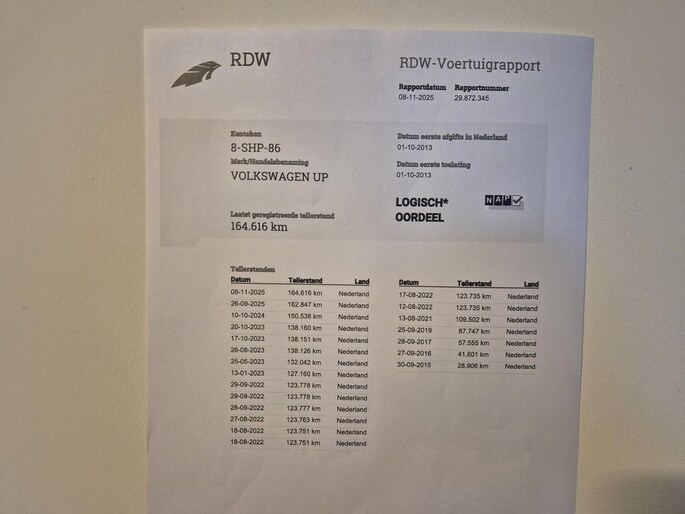 RDW
RDW-Voertuigrapport
Rapportdatum Rapportnummer
08-11-2025 29.872.345
Kenteken
8-SHP-86
Merk/Handelsbenaming
VOLKSWAGEN UP
Laatst geregistreerde tellerstand
164.616 km
Datum eerste afgifte in Nederland
01-10-2013
Datum eerste toelating
01-10-2013
LOGISCH*
OORDEEL
NAP
Tellerstanden
Datum Tellerstand Land
08-11-2025 164.616 km Nederland
26-09-2025 162.847 km Nederland
10-10-2024 150.538 km Nederland
20-10-2023 138.160 km Nederland
17-10-2023 138.151 km Nederland
26-08-2023 138.126 km Nederland
25-05-2023 132.042 km Nederland
13-01-2023 127.160 km Nederland
29-09-2022 123.778 km Nederland
29-09-2022 123.778 km Nederland
28-09-2022 123.777 km Nederland
27-08-2022 123.763 km Nederland
18-08-2022 123.751 km Nederland
18-08-2022 123.751 km Nederland
Datum Tellerstand Land
17-08-2022 123.735 km Nederland
12-08-2022 123.735 km Nederland
13-08-2021 109.502 km Nederland
25-09-2019 87.747 km Nederland
28-09-2017 57.555 km Nederland
27-09-2016 41.601 km Nederland
30-09-2015 28.906 km Nederland